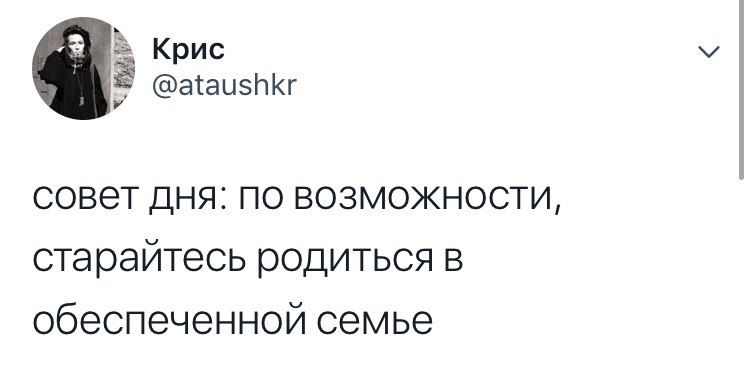 Крис
@ataushkr
совет дня: по возможности,
старайтесь родиться в
обеспеченной семье